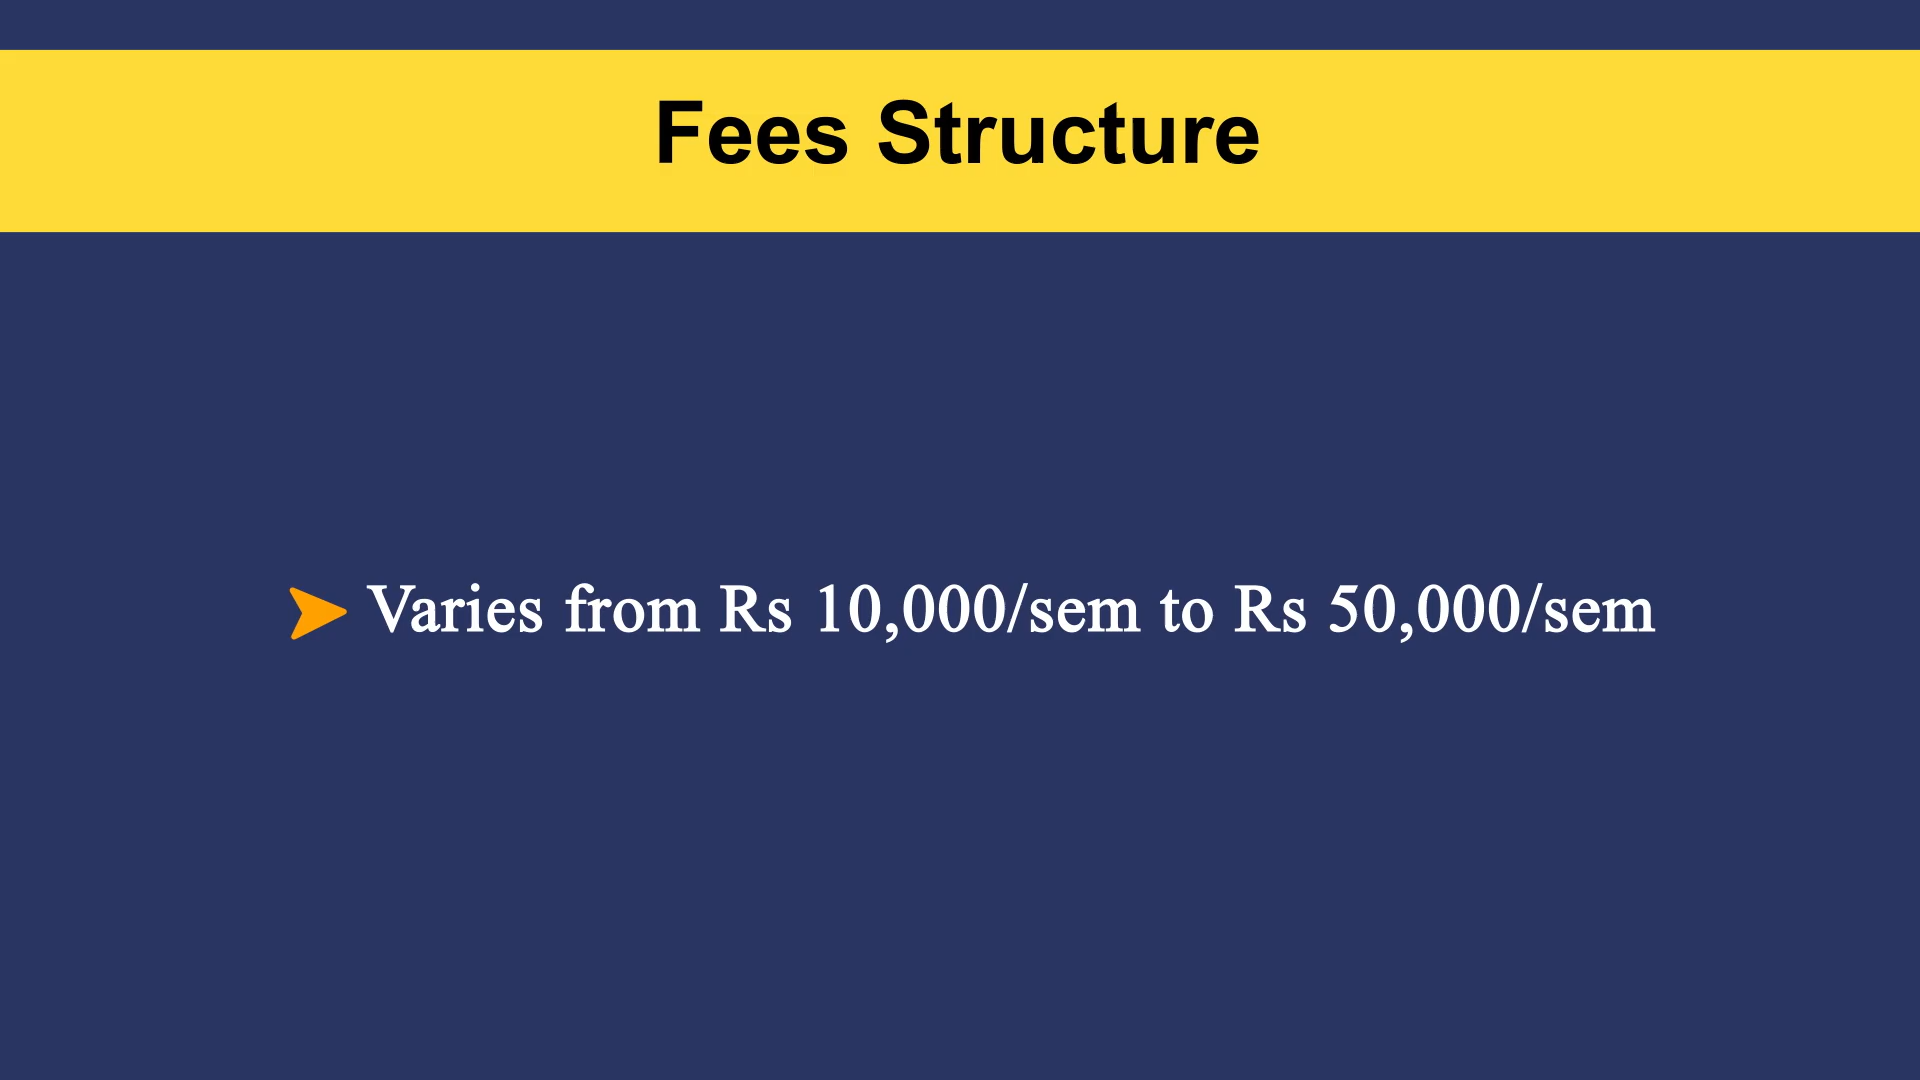 Fees Structure
Varies from Rs 10,000/sem to Rs 50,000/sem